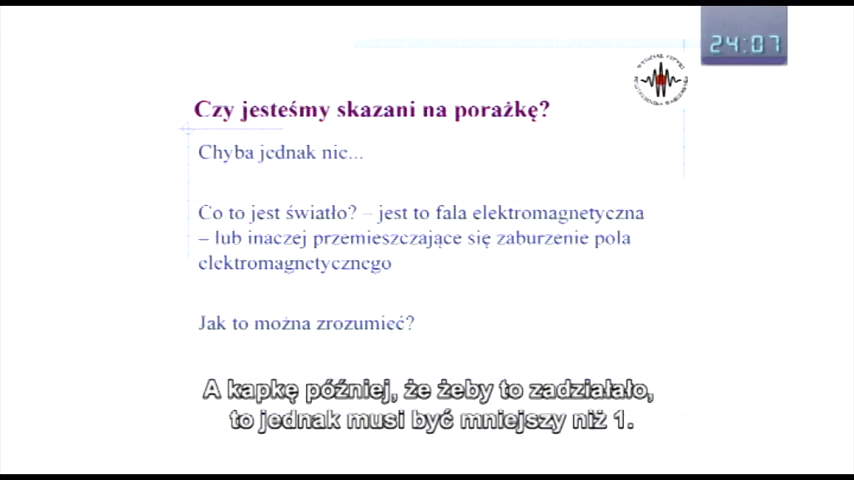 24:07
Czy jesteśmy skazani na porażkę?
Chyba jednak nie...
Co to jest światło? – jest to fala elektromagnetyczna
– lub inaczej przemieszczające się zaburzenie pola
elektromagnetycznego
Jak to można zrozumieć?
A kapkę później, że żeby to zadziałało,
to jednak musi być mniejszy niż 1.